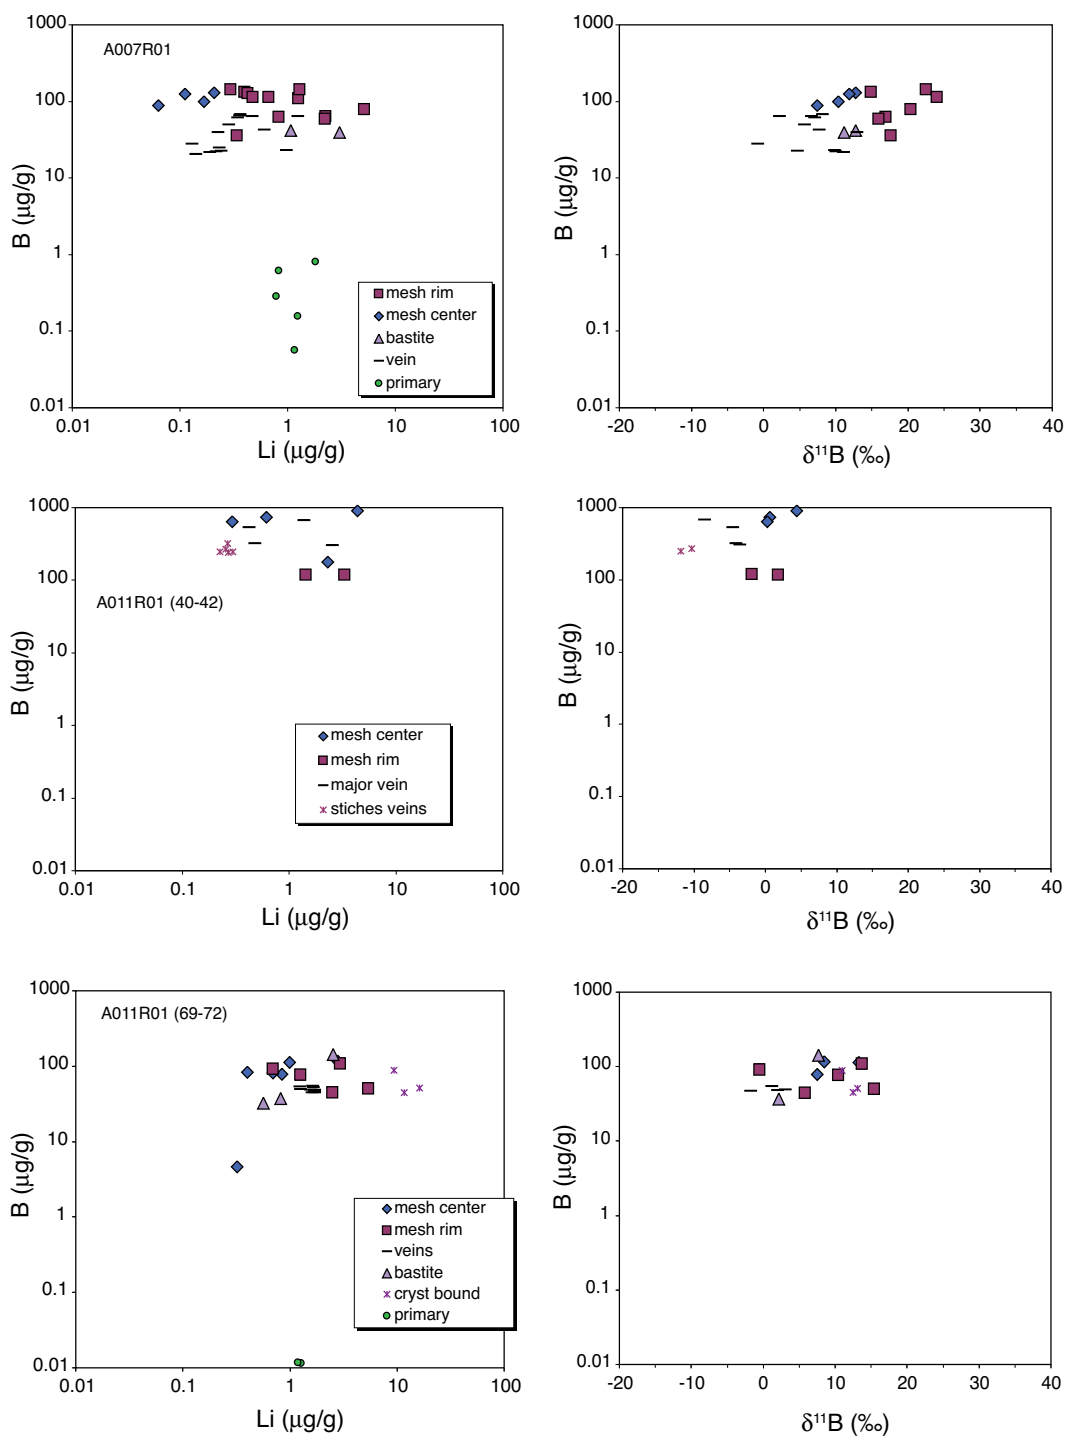 1000
100
10
1
0.1
0.01
B (μg/g)
A007R01
mesh rim
mesh center
bastite
vein
primary
0.01 0.1 1 10 100
Li (μg/g)
1000
100
10
1
0.1
0.01
B (μg/g)
-20 -10 0 10 20 30 40
δ¹¹B (‰)
1000
100
10
1
0.1
0.01
B (μg/g)
A011R01 (40-42)
mesh center
mesh rim
major vein
stiches veins
0.01 0.1 1 10 100
Li (μg/g)
1000
100
10
1
0.1
0.01
B (μg/g)
-20 -10 0 10 20 30 40
δ¹¹B (‰)
1000
100
10
1
0.1
0.01
B (μg/g)
A011R01 (69-72)
mesh center
mesh rim
veins
bastite
cryst bound
primary
0.01 0.1 1 10 100
Li (μg/g)
1000
100
10
1
0.1
0.01
B (μg/g)
-20 -10 0 10 20 30 40
δ¹¹B (‰)